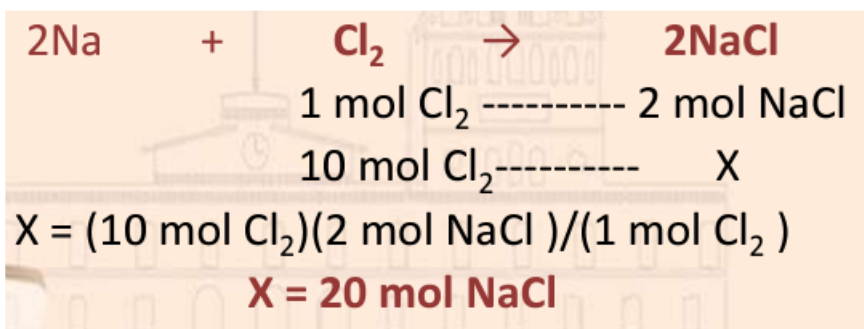 2Na + Cl₂ → 2NaCl
1 mol Cl₂ ---------- 2 mol NaCl
10 mol Cl₂---------- X
X = (10 mol Cl₂)(2 mol NaCl )/(1 mol Cl₂ )
X = 20 mol NaCl